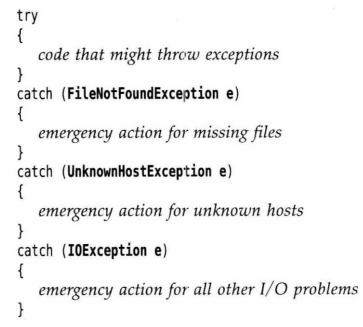 try
{
code that might throw exceptions
}
catch (FileNotFoundException e)
{
emergency action for missing files
}
catch (UnknownHostException e)
{
emergency action for unknown hosts
}
catch (IOException e)
{
emergency action for all other I/O problems
}